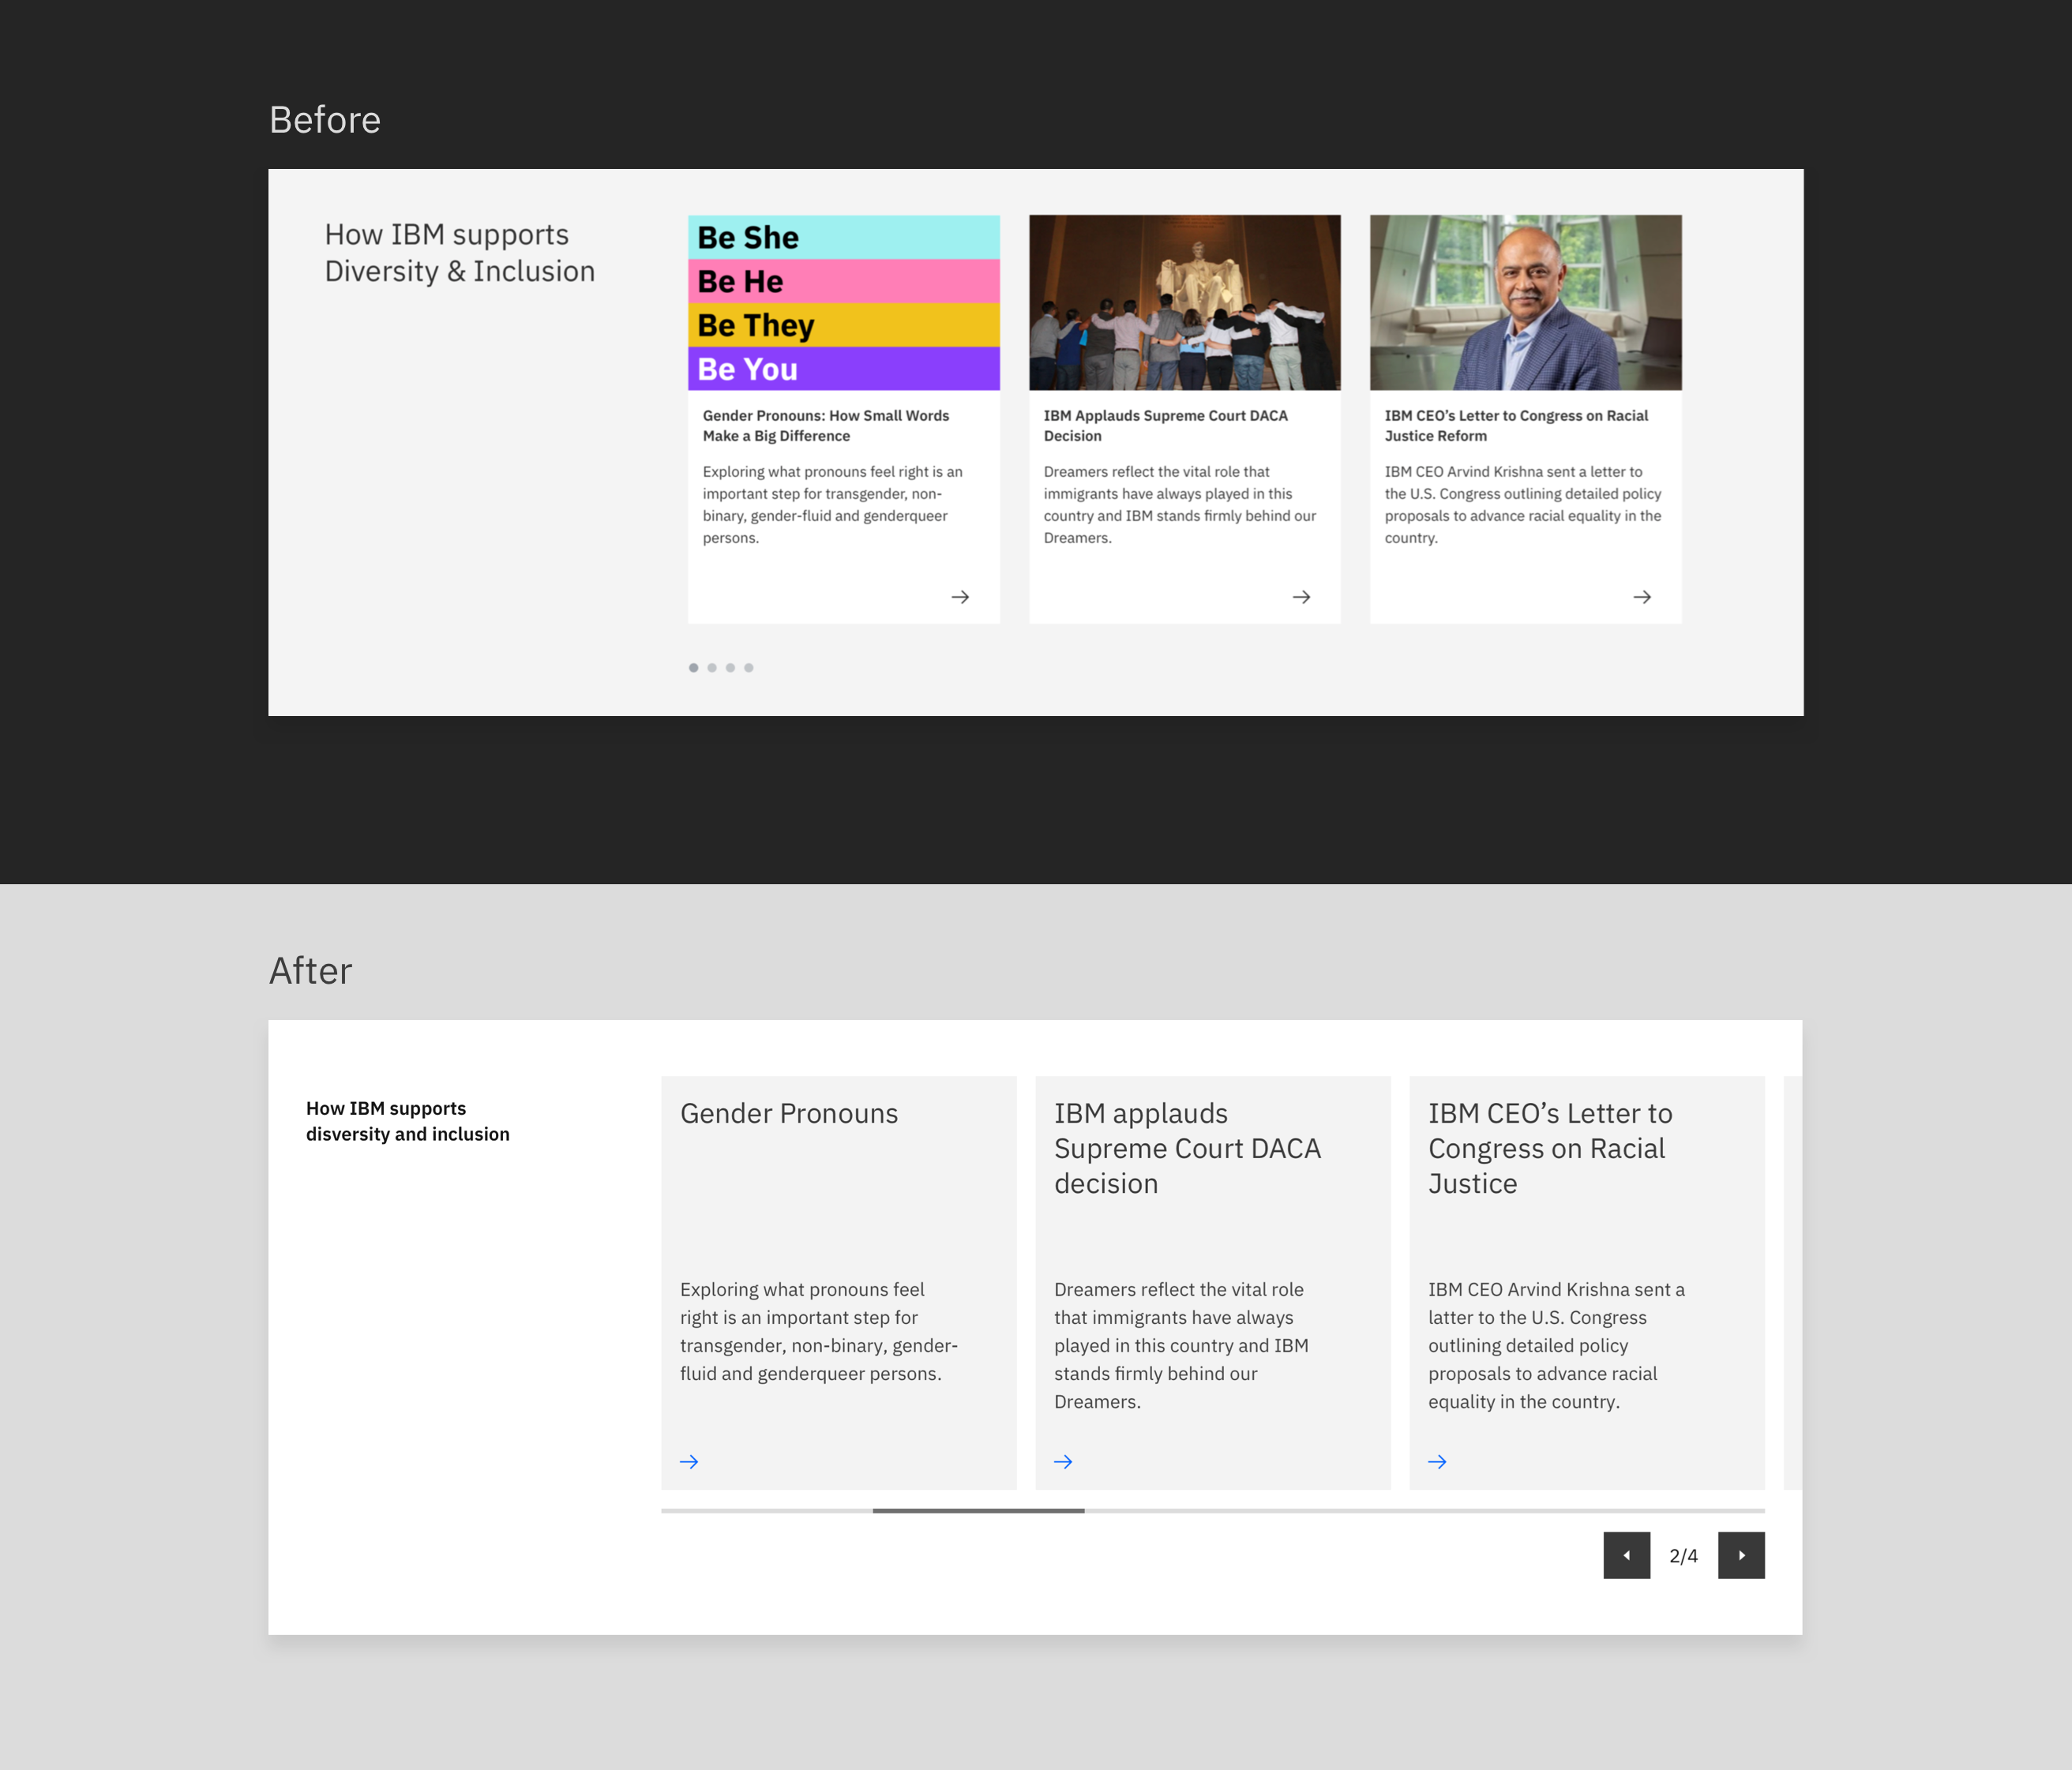 Before
How IBM supports
Diversity & Inclusion
Be She
Be He
Be They
Be You
Gender Pronouns: How Small Words
Make a Big Difference
Exploring what pronouns feel right is an
important step for transgender, non-
binary, gender-fluid and genderqueer
persons.
IBM Applauds Supreme Court DACA
Decision
Dreamers reflect the vital role that
immigrants have always played in this
country and IBM stands firmly behind our
Dreamers.
IBM CEO’s Letter to Congress on Racial
Justice Reform
IBM CEO Arvind Krishna sent a letter to
the U.S. Congress outlining detailed policy
proposals to advance racial equality in the
country.
After
How IBM supports
disversity and inclusion
Gender Pronouns
Exploring what pronouns feel
right is an important step for
transgender, non-binary, gender-
fluid and genderqueer persons.
IBM applauds
Supreme Court DACA
decision
Dreamers reflect the vital role
that immigrants have always
played in this country and IBM
stands firmly behind our
Dreamers.
IBM CEO’s Letter to
Congress on Racial
Justice
IBM CEO Arvind Krishna sent a
latter to the U.S. Congress
outlining detailed policy
proposals to advance racial
equality in the country.
2/4